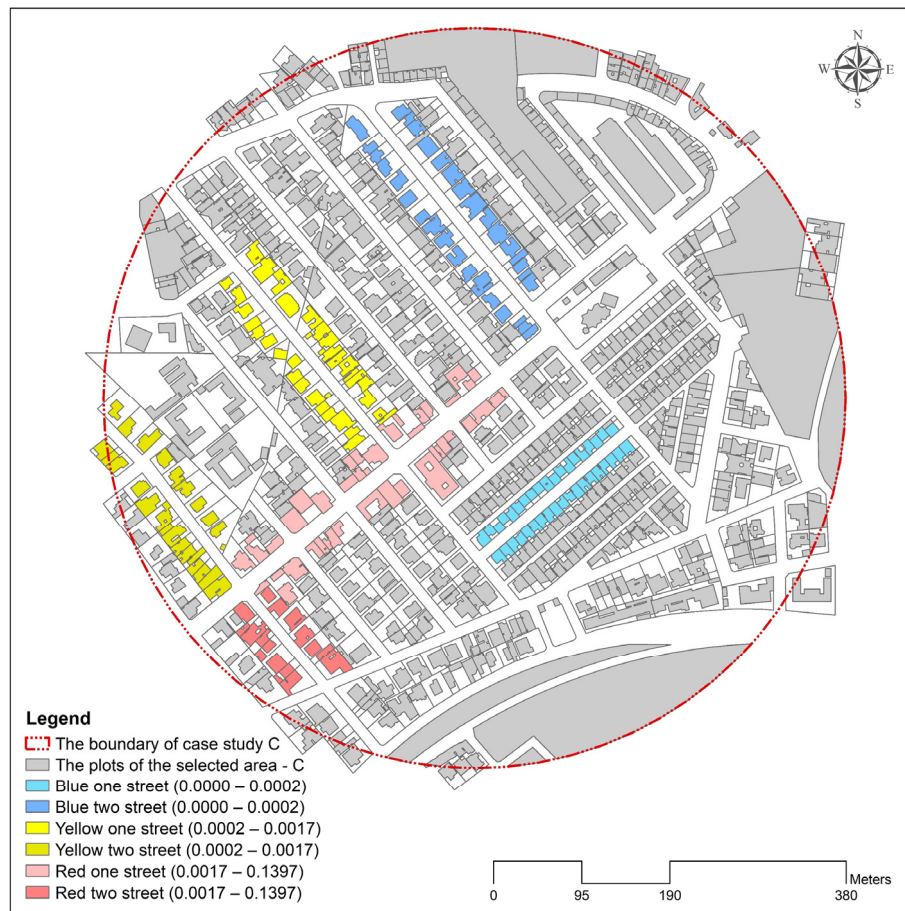 N
W E
S
Legend
The boundary of case study C
The plots of the selected area - C
Blue one street (0.0000 – 0.0002)
Blue two street (0.0000 – 0.0002)
Yellow one street (0.0002 – 0.0017)
Yellow two street (0.0002 – 0.0017)
Red one street (0.0017 – 0.1397)
Red two street (0.0017 – 0.1397)
Meters
0 95 190 380